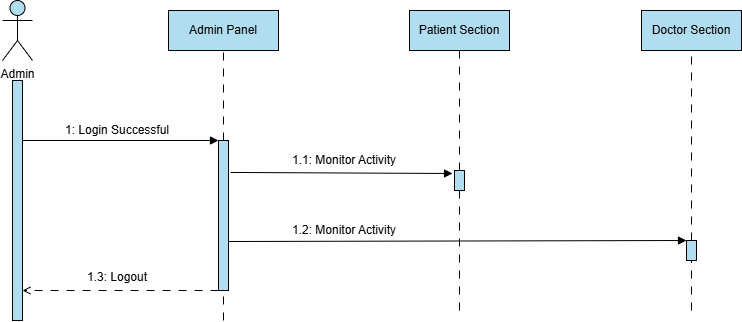 Admin Panel
Patient Section
Doctor Section
Admin
1: Login Successful
1.1: Monitor Activity
1.2: Monitor Activity
1.3: Logout